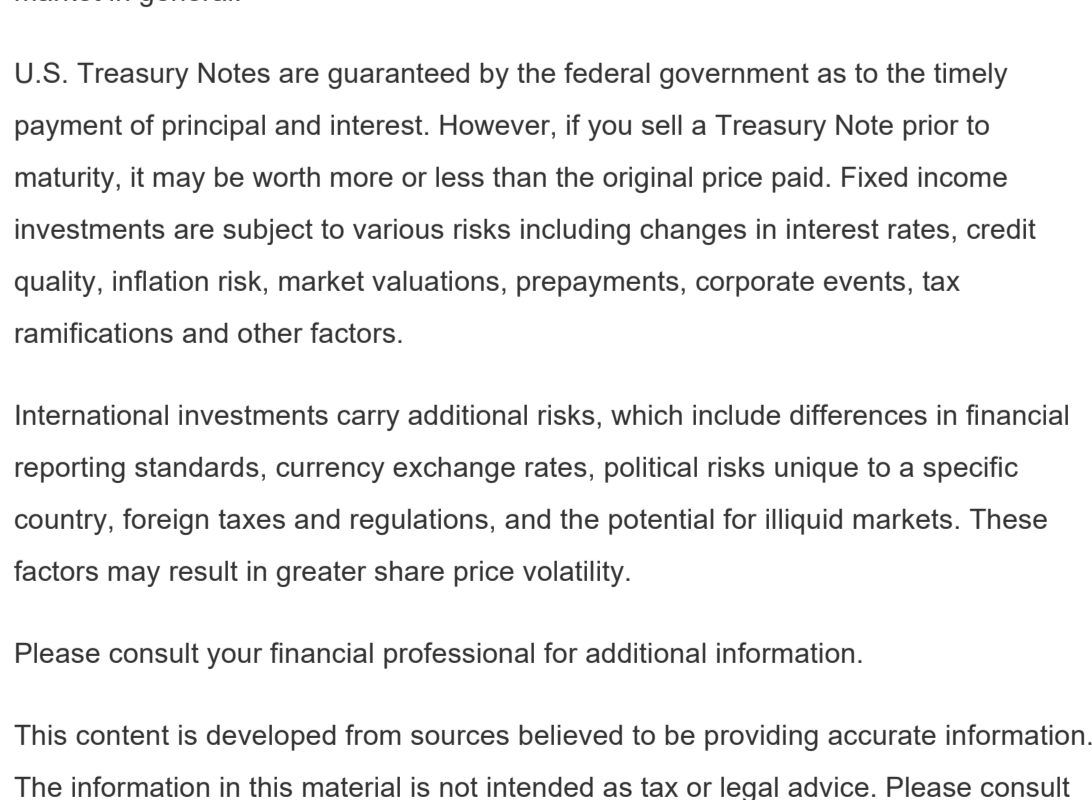 market in general.
U.S. Treasury Notes are guaranteed by the federal government as to the timely
payment of principal and interest. However, if you sell a Treasury Note prior to
maturity, it may be worth more or less than the original price paid. Fixed income
investments are subject to various risks including changes in interest rates, credit
quality, inflation risk, market valuations, prepayments, corporate events, tax
ramifications and other factors.
International investments carry additional risks, which include differences in financial
reporting standards, currency exchange rates, political risks unique to a specific
country, foreign taxes and regulations, and the potential for illiquid markets. These
factors may result in greater share price volatility.
Please consult your financial professional for additional information.
This content is developed from sources believed to be providing accurate information.
The information in this material is not intended as tax or legal advice. Please consult